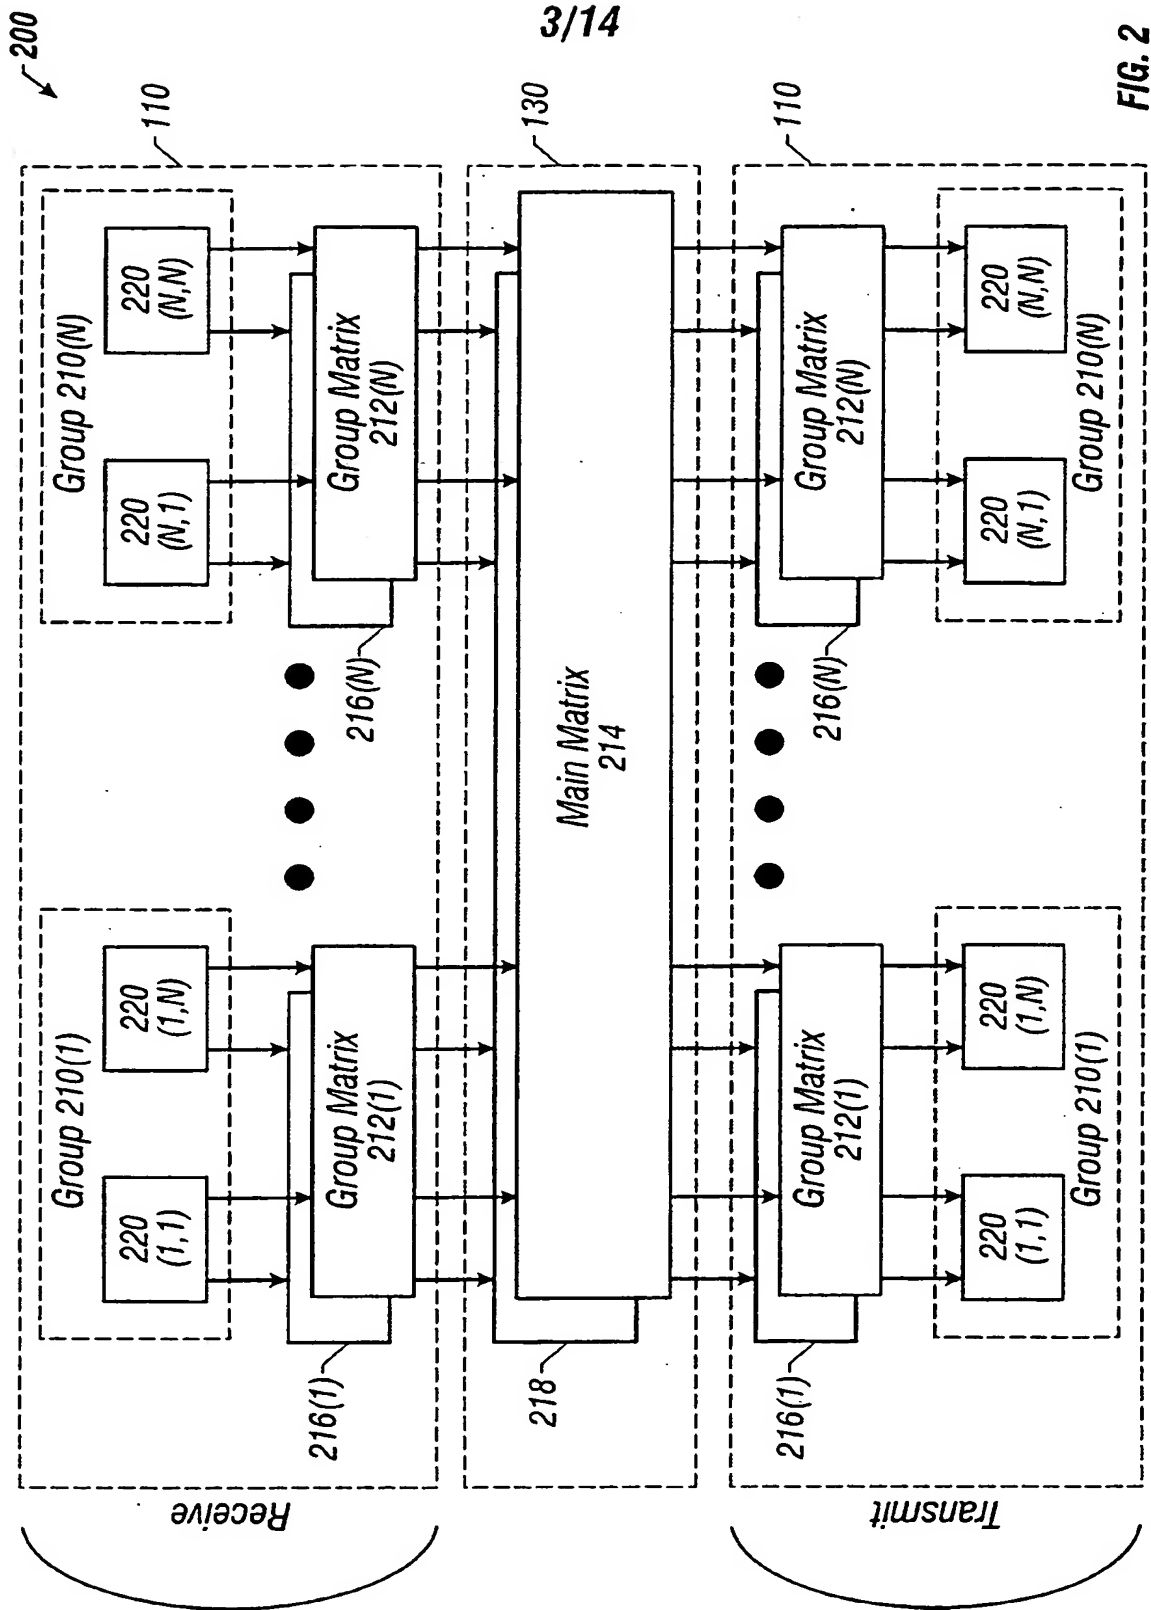 3/14
200
110
Group 210(1)
220
(1,1)
220
(1,N)
Group 210(N)
220
(N,1)
220
(N,N)
Receive
216(1)
Group Matrix
212(1)
216(N)
Group Matrix
212(N)
130
218
Main Matrix
214
110
Transmit
216(1)
Group Matrix
212(1)
216(N)
Group Matrix
212(N)
220
(1,1)
220
(1,N)
Group 210(1)
220
(N,1)
220
(N,N)
Group 210(N)
FIG. 2